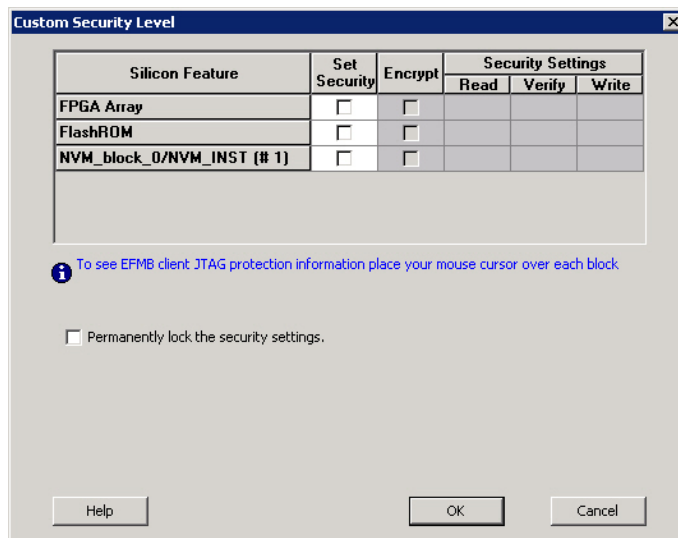 Custom Security Level
Silicon Feature
Set Security
Encrypt
Security Settings
Read Verify Write
FPGA Array
FlashROM
NVM_block_0/NVM_INST (# 1)
To see EFMB client JTAG protection information place your mouse cursor over each block
Permanently lock the security settings.
Help OK Cancel